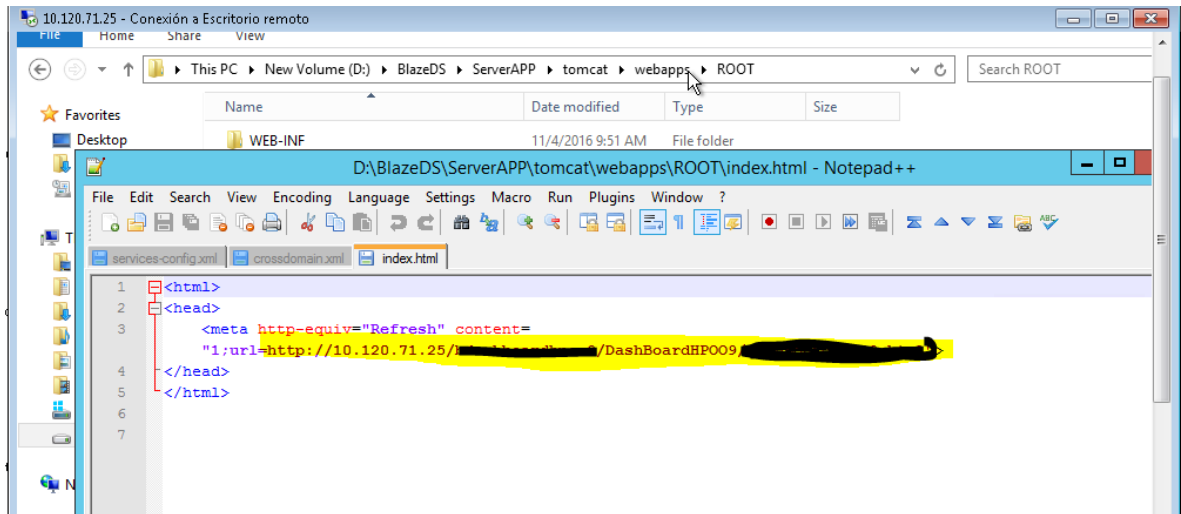 10.120.71.25 - Conexión a Escritorio remoto
File Home Share View
This PC New Volume (D:) BlazeDS ServerAPP tomcat webapps ROOT
Search ROOT
Favorites
Name Date modified Type Size
Desktop
WEB-INF 11/4/2016 9:51 AM File folder
D:\BlazeDS\ServerAPP\tomcat\webapps\ROOT\index.html - Notepad++
File Edit Search View Encoding Language Settings Macro Run Plugins Window ?
services-config.xml crossdomain.xml index.html
1 <html>
2 <head>
3 <meta http-equiv="Refresh" content=
"1;url=http://10.120.71.25/ /DashBoardHPOO9/ >
4 </head>
5 </html>
6
7